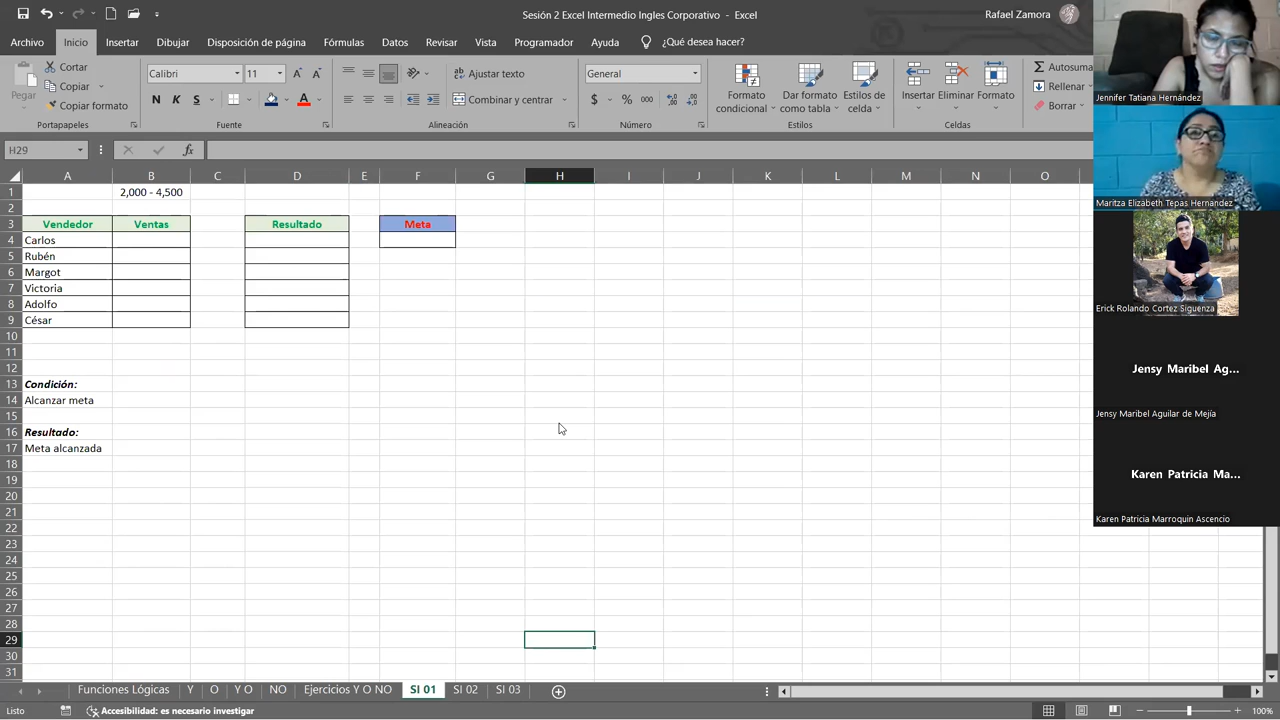 Sesión 2 Excel Intermedio Ingles Corporativo - Excel
Rafael Zamora
Archivo Inicio Insertar Dibujar Disposición de página Fórmulas Datos Revisar Vista Programador Ayuda ¿Qué desea hacer?
Pegar
Cortar
Copiar
Copiar formato
Portapapeles
Calibri 11
N K S
Fuente
Ajustar texto
Combinar y centrar
Alineación
General
$ % 000
Número
Formato condicional
Dar formato como tabla
Estilos de celda
Estilos
Insertar Eliminar Formato
Celdas
Autosuma
Rellenar
Borrar
H29
fx
A B C D E F G H I J K L M N O
1 2,000 - 4,500
2
3 Vendedor Ventas Resultado Meta
4 Carlos
5 Rubén
6 Margot
7 Victoria
8 Adolfo
9 César
10
11
12
13 Condición:
14 Alcanzar meta
15
16 Resultado:
17 Meta alcanzada
18
19
20
21
22
23
24
25
26
27
28
29
30
31
Funciones Lógicas Y O Y O NO Ejercicios Y O NO SI 01 SI 02 SI 03
Listo Accesibilidad: es necesario investigar 100%
Jennifer Tatiana Hernández
Maritza Elizabeth Tepas Hernandez
Erick Rolando Cortez Siguenza
Jensy Maribel Ag...
Jensy Maribel Aguilar de Mejía
Karen Patricia Ma...
Karen Patricia Marroquin Ascencio